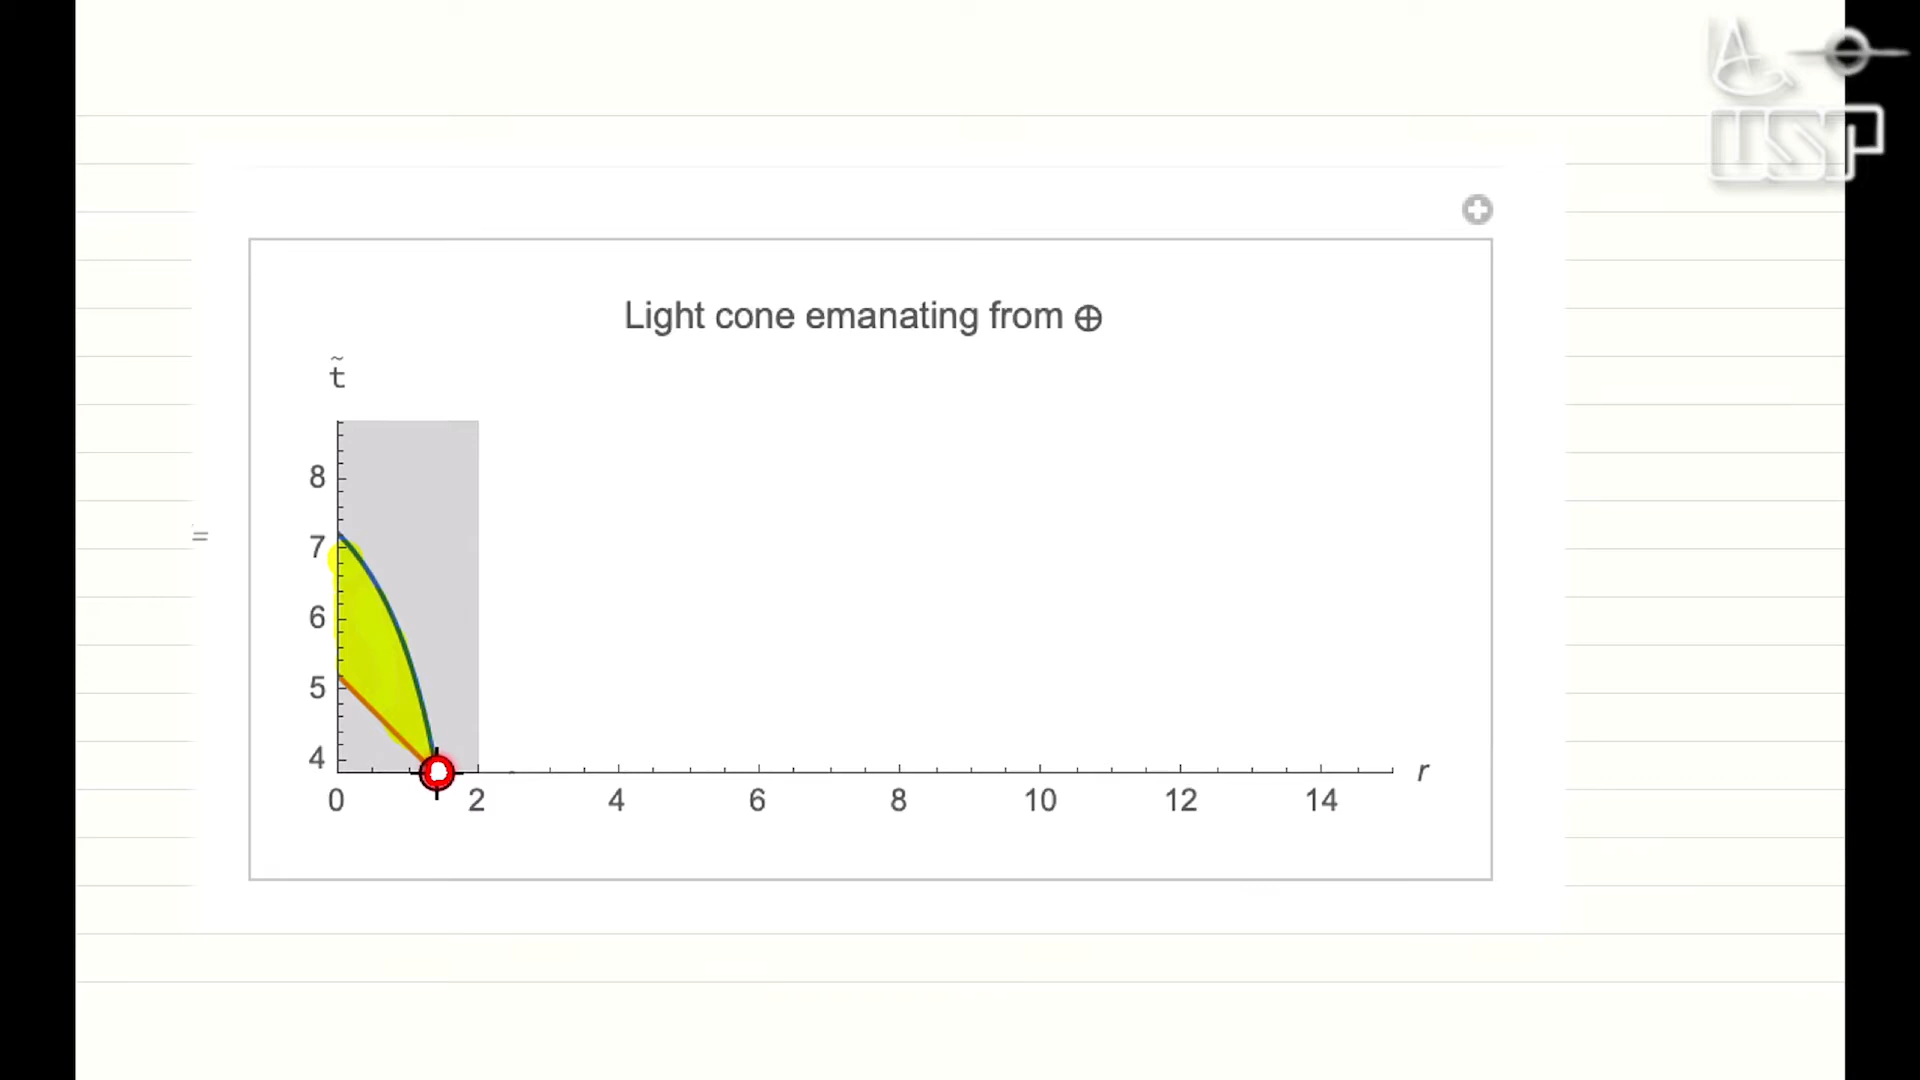 USP
Light cone emanating from ⊕
t̃
8
7
6
5
4
=
0 2 4 6 8 10 12 14 r